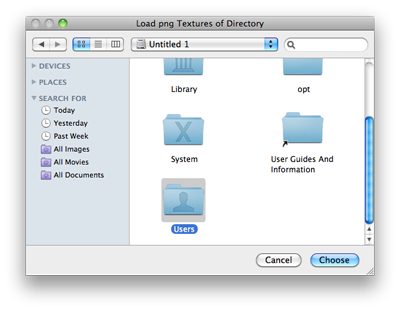 Load png Textures of Directory
Untitled 1
DEVICES
PLACES
SEARCH FOR
Today
Yesterday
Past Week
All Images
All Movies
All Documents
Library
opt
System
User Guides And
Information
Users
Cancel
Choose